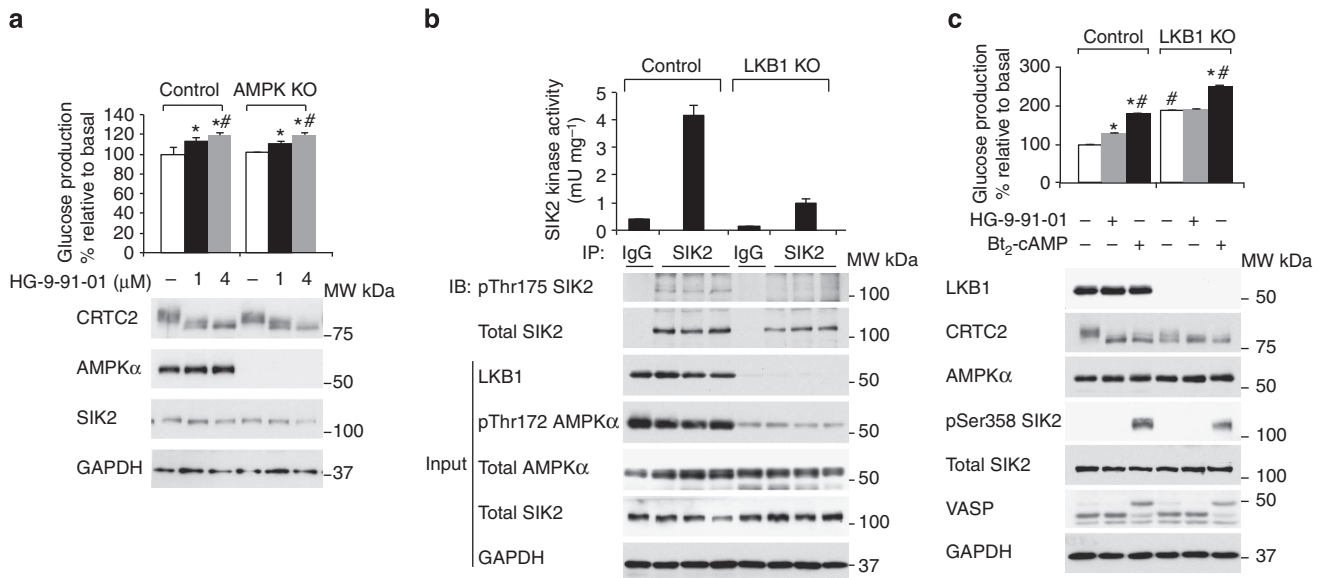 a
Control AMPK KO
Glucose production
% relative to basal
140
120
100
80
60
40
20
0
* *# * *#
HG-9-91-01 (μM) – 1 4 – 1 4
MW kDa
CRTC2
75
AMPKα
50
SIK2
100
GAPDH
37
b
Control LKB1 KO
SIK2 kinase activity
(mU mg⁻¹)
5
4
3
2
1
0
IP: IgG SIK2 IgG SIK2
MW kDa
IB: pThr175 SIK2
100
Total SIK2
100
Input
LKB1
50
pThr172 AMPKα
50
Total AMPKα
50
Total SIK2
100
GAPDH
37
c
Control LKB1 KO
Glucose production
% relative to basal
300
200
100
0
* *# # *#
HG-9-91-01 – + – – + –
Bt₂-cAMP – – + – – +
MW kDa
LKB1
50
CRTC2
75
AMPKα
50
pSer358 SIK2
100
Total SIK2
100
VASP
50
GAPDH
37